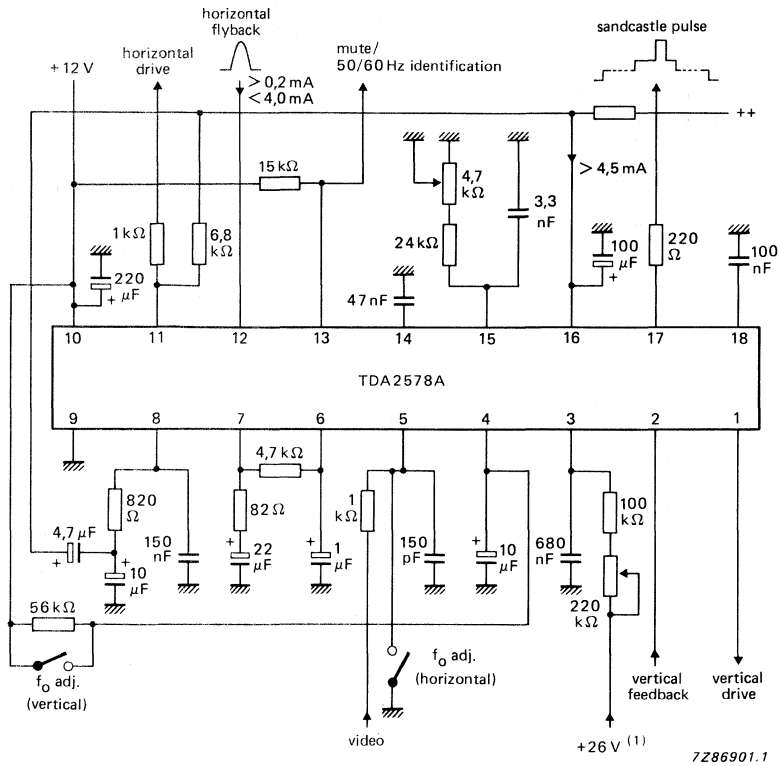 horizontal
flyback
horizontal
drive
+12 V
> 0,2 mA
< 4,0 mA
mute/
50/60 Hz identification
sandcastle pulse
++
> 4,5 mA
15 kΩ
4,7
kΩ
3,3
nF
1 kΩ
6,8
kΩ
24 kΩ
100
µF
+
220
Ω
100
nF
220
µF
+
47 nF
10
11
12
13
14
15
16
17
18
TDA2578A
9
8
7
6
5
4
3
2
1
4,7 kΩ
820
Ω
82 Ω
1
kΩ
100
kΩ
4,7 µF
+
150
nF
+
22
µF
+
1
µF
150
pF
+
10
µF
680
nF
+
10
µF
220
kΩ
56 kΩ
fo adj.
(vertical)
fo adj.
(horizontal)
vertical
feedback
vertical
drive
video
+26 V (1)
7Z86901.1